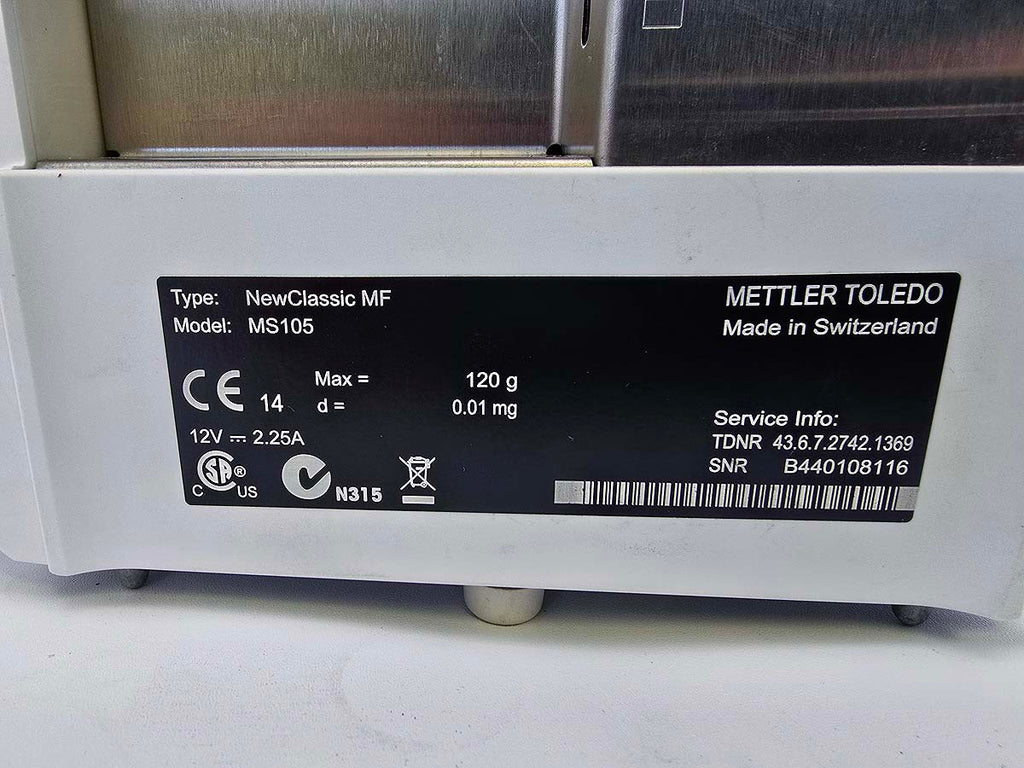 Type: NewClassic MF
Model: MS105
METTLER TOLEDO
Made in Switzerland
CE 14
Max = 120 g
d = 0.01 mg
12V ⎓ 2.25A
C SA ® US
N315
Service Info:
TDNR 43.6.7.2742.1369
SNR B440108116